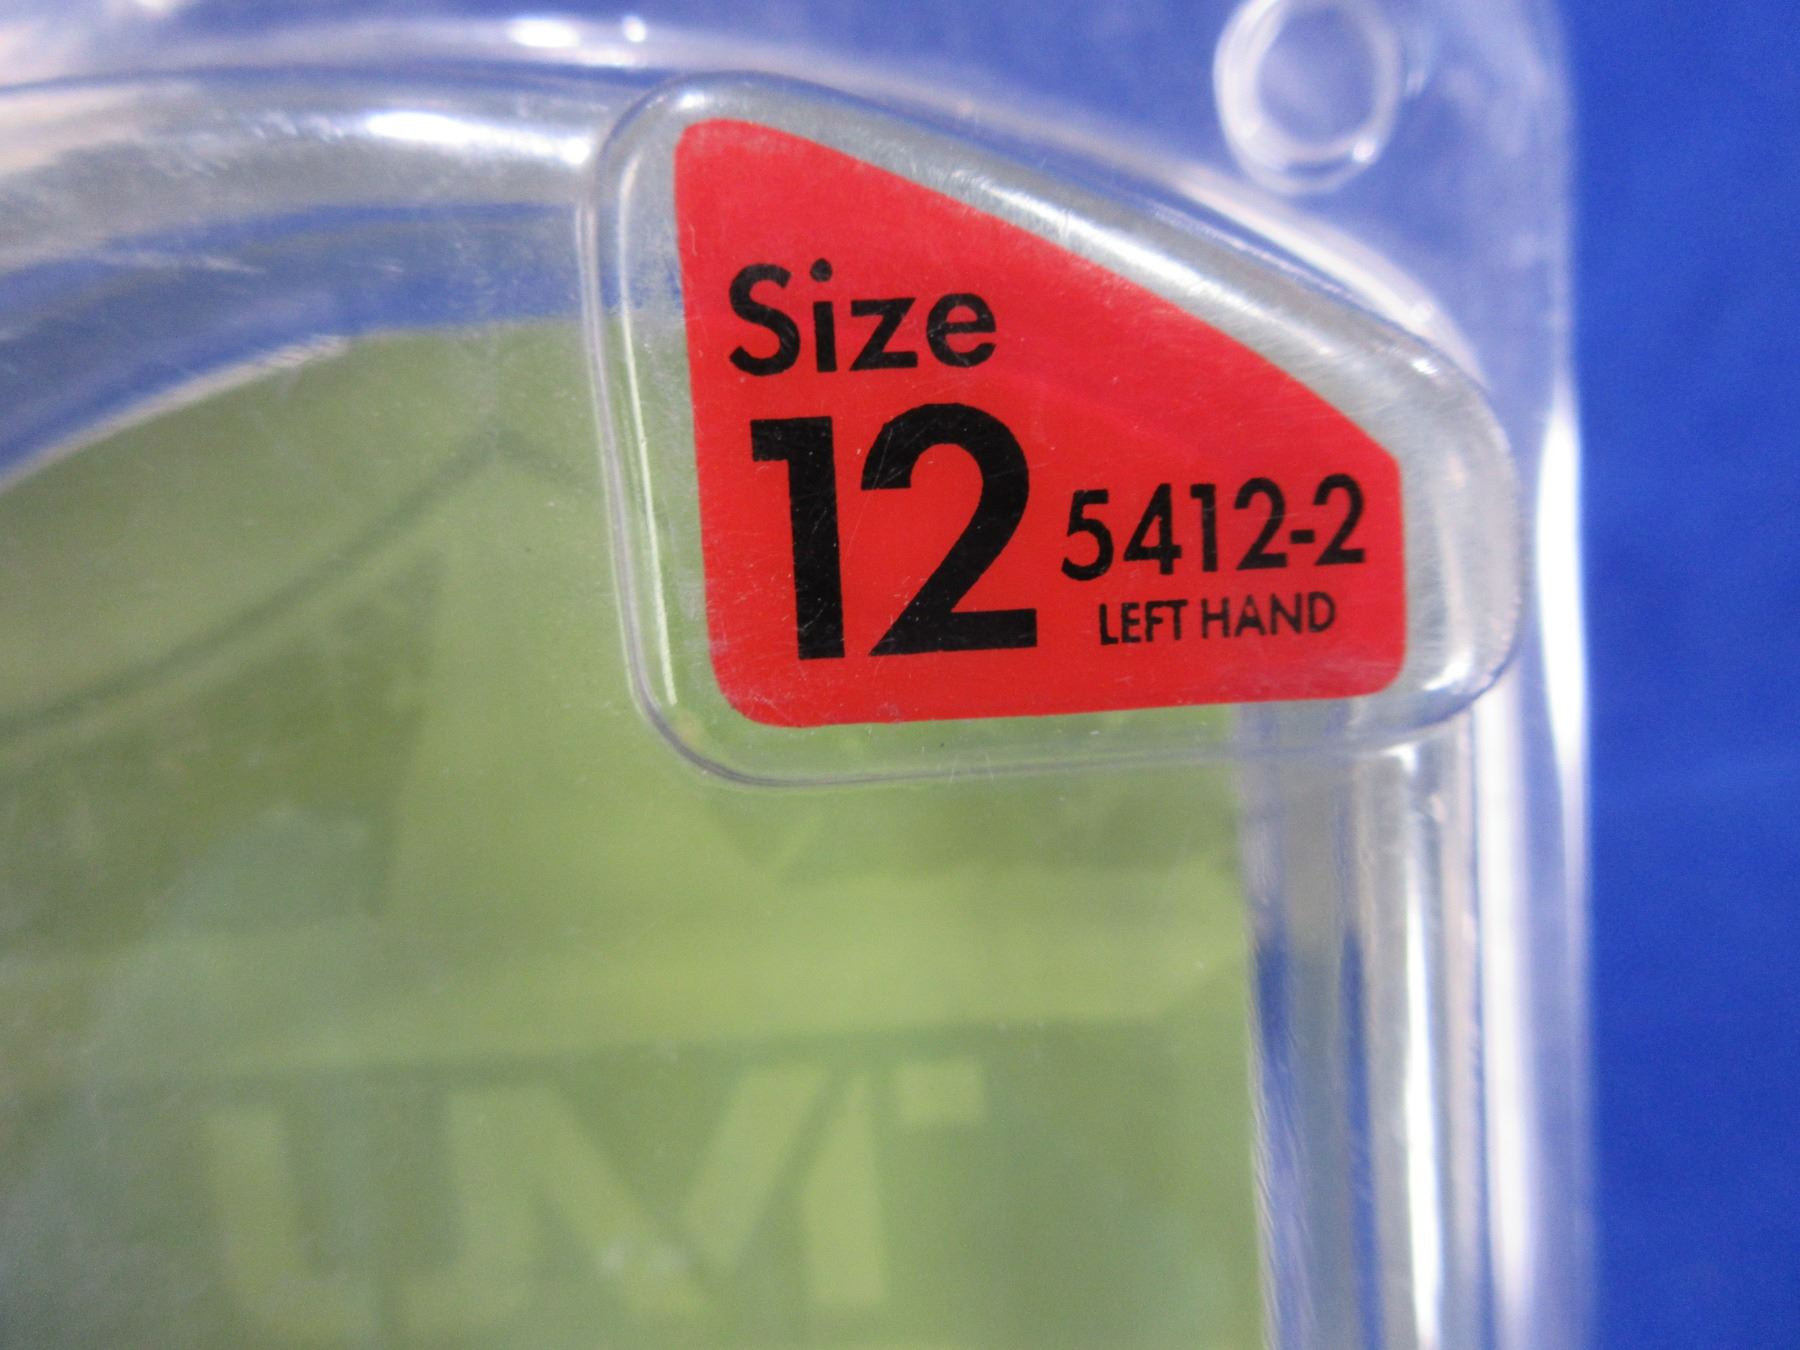 Size
12
5412-2
LEFT HAND